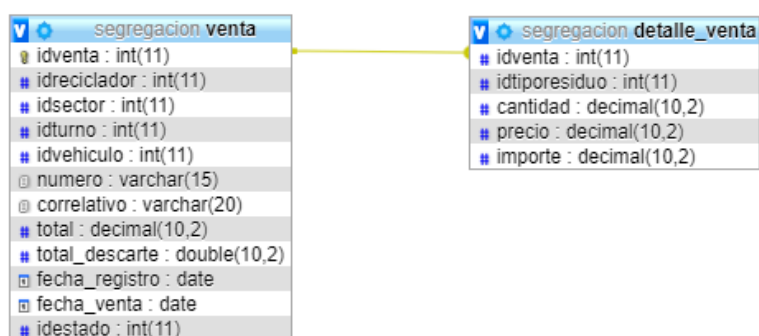 segregacion venta
idventa : int(11)
idreciclador : int(11)
idsector : int(11)
idturno : int(11)
idvehiculo : int(11)
numero : varchar(15)
correlativo : varchar(20)
total : decimal(10,2)
total_descarte : double(10,2)
fecha_registro : date
fecha_venta : date
idestado : int(11)
segregacion detalle_venta
idventa : int(11)
idtiporesiduo : int(11)
cantidad : decimal(10,2)
precio : decimal(10,2)
importe : decimal(10,2)